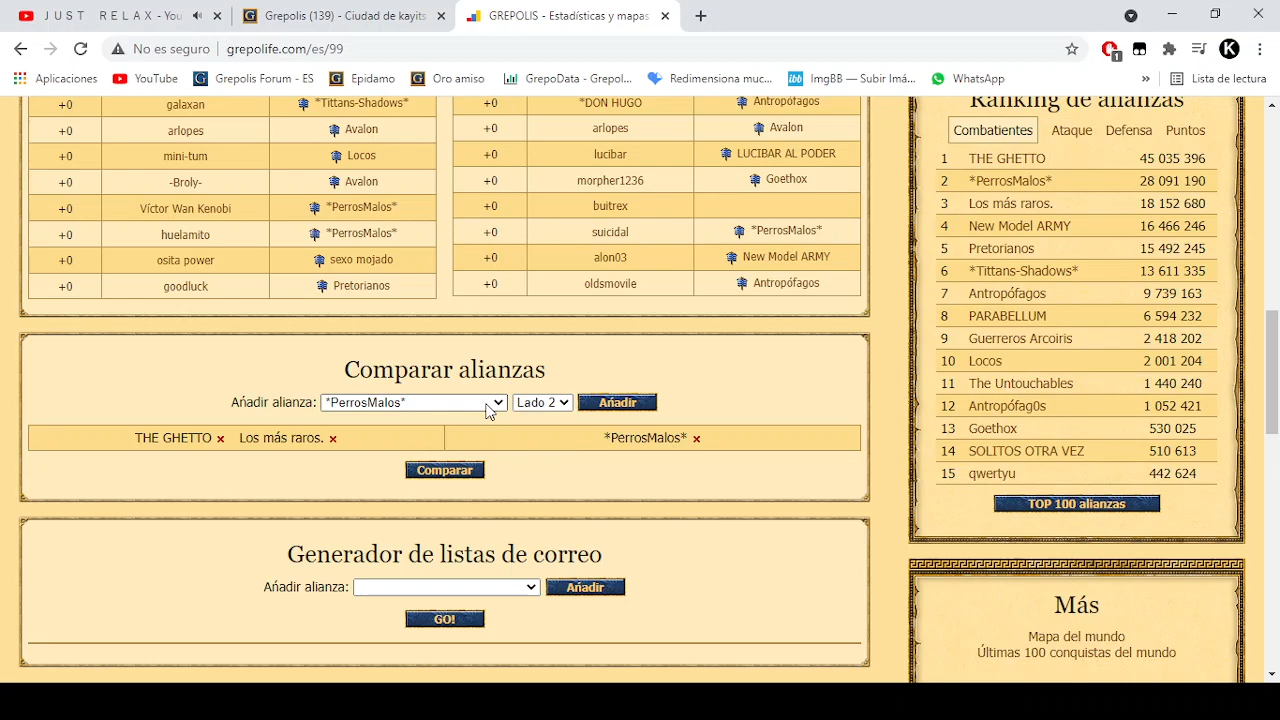 J U S T R E L A X - You
Grepolis (139) - Ciudad de kayits
GREPOLIS - Estadísticas y mapas
No es seguro | grepolife.com/es/99
Aplicaciones
YouTube
Grepolis Forum - ES
Epidamo
Oro amiso
GrepoData - Grepol...
Redimensiona muc...
ImgBB — Subir Imá...
WhatsApp
»
Lista de lectura
+0 galaxan *Tittans-Shadows*
+0 arlopes Avalon
+0 mini-tum Locos
+0 -Broly- Avalon
+0 Víctor Wan Kenobi *PerrosMalos*
+0 huelamito *PerrosMalos*
+0 osita power sexo mojado
+0 goodluck Pretorianos
+0 *DON HUGO Antropófagos
+0 arlopes Avalon
+0 lucibar LUCIBAR AL PODER
+0 morpher1236 Goethox
+0 buitrex
+0 suicidal *PerrosMalos*
+0 alon03 New Model ARMY
+0 oldsmovile Antropófagos
Comparar alianzas
Ańadir alianza: *PerrosMalos* Lado 2 Ańadir
THE GHETTO × Los más raros. × *PerrosMalos* ×
Comparar
Generador de listas de correo
Ańadir alianza: Ańadir
GO!
Ranking de alianzas
Combatientes Ataque Defensa Puntos
1 THE GHETTO 45 035 396
2 *PerrosMalos* 28 091 190
3 Los más raros. 18 152 680
4 New Model ARMY 16 466 246
5 Pretorianos 15 492 245
6 *Tittans-Shadows* 13 611 335
7 Antropófagos 9 739 163
8 PARABELLUM 6 594 232
9 Guerreros Arcoiris 2 418 202
10 Locos 2 001 204
11 The Untouchables 1 440 240
12 Antropófag0s 1 052 421
13 Goethox 530 025
14 SOLITOS OTRA VEZ 510 613
15 qwertyu 442 624
TOP 100 alianzas
Más
Mapa del mundo
Últimas 100 conquistas del mundo